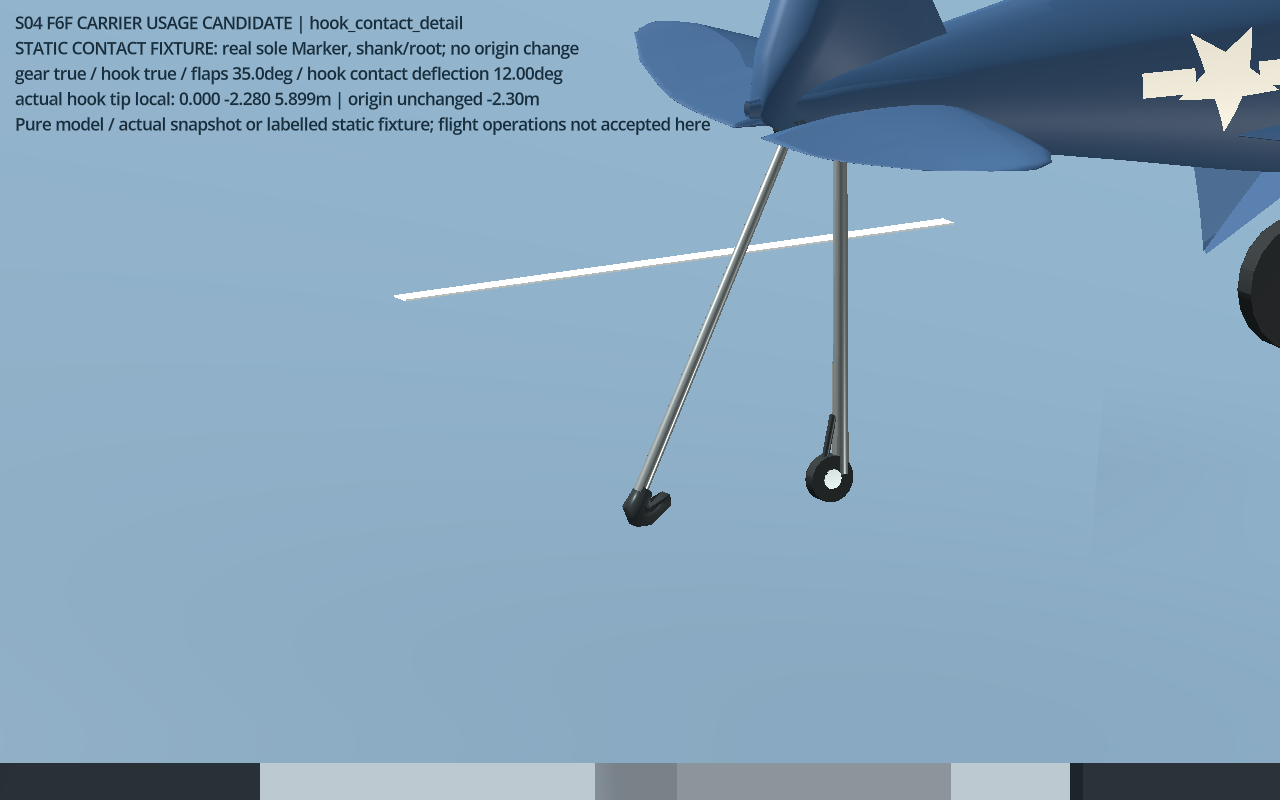 S04 F6F CARRIER USAGE CANDIDATE | hook_contact_detail
STATIC CONTACT FIXTURE: real sole Marker, shank/root; no origin change
gear true / hook true / flaps 35.0deg / hook contact deflection 12.00deg
actual hook tip local: 0.000 -2.280 5.899m | origin unchanged -2.30m
Pure model / actual snapshot or labelled static fixture; flight operations not accepted here